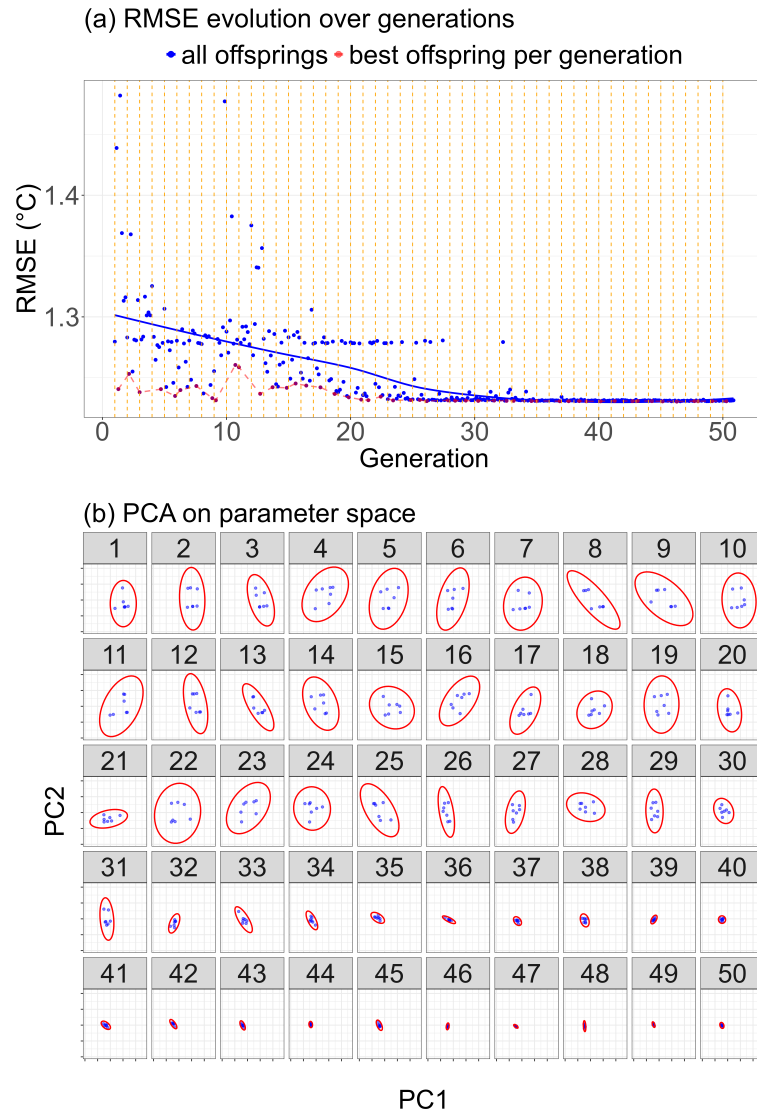 (a) RMSE evolution over generations
all offsprings best offspring per generation
RMSE (°C)
1.4
1.3
0 10 20 30 40 50
Generation
(b) PCA on parameter space
1 2 3 4 5 6 7 8 9 10
11 12 13 14 15 16 17 18 19 20
21 22 23 24 25 26 27 28 29 30
PC2
31 32 33 34 35 36 37 38 39 40
41 42 43 44 45 46 47 48 49 50
PC1